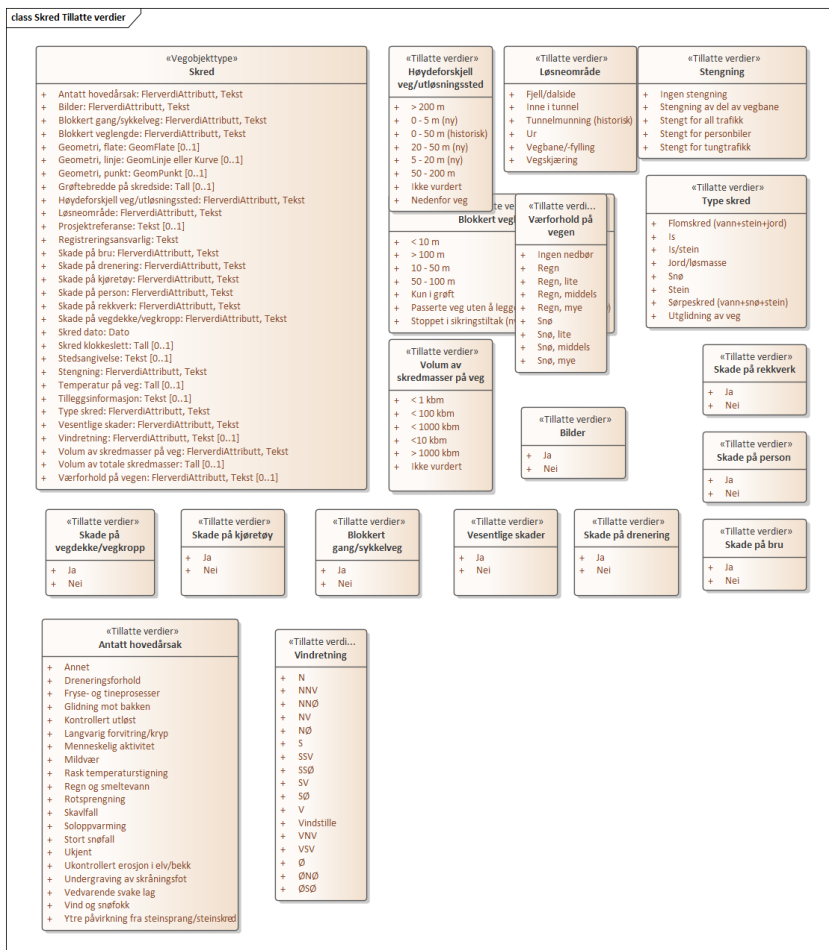 class Skred Tillatte verdier
«Vegobjekttype»
Skred
+ Antatt hovedårsak: FlerverdiAttributt, Tekst
+ Bilder: FlerverdiAttributt, Tekst
+ Blokkert gang/sykkelveg: FlerverdiAttributt, Tekst
+ Blokkert veglengde: FlerverdiAttributt, Tekst
+ Geometri, flate: GeomFlate [0..1]
+ Geometri, linje: GeomLinje eller Kurve [0..1]
+ Geometri, punkt: GeomPunkt [0..1]
+ Grøftebredde på skredside: Tall [0..1]
+ Høydeforskjell veg/utløsningssted: FlerverdiAttributt, Tekst
+ Løsneområde: FlerverdiAttributt, Tekst
+ Prosjektreferanse: Tekst [0..1]
+ Registreringsansvarlig: Tekst
+ Skade på bru: FlerverdiAttributt, Tekst
+ Skade på drenering: FlerverdiAttributt, Tekst
+ Skade på kjøretøy: FlerverdiAttributt, Tekst
+ Skade på person: FlerverdiAttributt, Tekst
+ Skade på rekkverk: FlerverdiAttributt, Tekst
+ Skade på vegdekke/vegkropp: FlerverdiAttributt, Tekst
+ Skred dato: Dato
+ Skred klokkeslett: Tall [0..1]
+ Stedsangivelse: Tekst [0..1]
+ Stengning: FlerverdiAttributt, Tekst
+ Temperatur på veg: Tall [0..1]
+ Tilleggsinformasjon: Tekst [0..1]
+ Type skred: FlerverdiAttributt, Tekst
+ Vesentlige skader: FlerverdiAttributt, Tekst
+ Vindretning: FlerverdiAttributt, Tekst [0..1]
+ Volum av skredmasser på veg: FlerverdiAttributt, Tekst
+ Volum av totale skredmasser: Tall [0..1]
+ Værforhold på vegen: FlerverdiAttributt, Tekst [0..1]
«Tillatte verdier»
Høydeforskjell
veg/utløsningssted
+ > 200 m
+ 0 - 5 m (ny)
+ 0 - 50 m (historisk)
+ 20 - 50 m (ny)
+ 5 - 20 m (ny)
+ 50 - 200 m
+ Ikke vurdert
+ Nedenfor veg
«Tillatte verdier»
Løsneområde
+ Fjell/dalside
+ Inne i tunnel
+ Tunnelmunning (historisk)
+ Ur
+ Vegbane/-fylling
+ Vegskjæring
«Tillatte verdier»
Stengning
+ Ingen stengning
+ Stengning av del av vegbane
+ Stengt for all trafikk
+ Stengt for personbiler
+ Stengt for tungtrafikk
Blokkert
+ < 10 m
+ > 100 m
+ 10 - 50 m
+ 50 - 100 m
+ Kun i grøft
+ Passerte veg uten å
+ Stoppet i sikringstiltak
«Tillatte verdi...
Værforhold på
vegen
+ Ingen nedbør
+ Regn
+ Regn, lite
+ Regn, middels
+ Regn, mye
+ Snø
+ Snø, lite
+ Snø, middels
+ Snø, mye
«Tillatte verdier»
Type skred
+ Flomskred (vann+stein+jord)
+ Is
+ Is/stein
+ Jord/løsmasse
+ Snø
+ Stein
+ Sørpeskred (vann+snø+stein)
+ Utglidning av veg
«Tillatte verdier»
Volum av
skredmasser på veg
+ < 1 kbm
+ < 100 kbm
+ < 1000 kbm
+ <10 kbm
+ > 1000 kbm
+ Ikke vurdert
«Tillatte verdier»
Bilder
+ Ja
+ Nei
«Tillatte verdier»
Skade på rekkverk
+ Ja
+ Nei
«Tillatte verdier»
Skade på person
+ Ja
+ Nei
«Tillatte verdier»
Skade på
vegdekke/vegkropp
+ Ja
+ Nei
«Tillatte verdier»
Skade på kjøretøy
+ Ja
+ Nei
«Tillatte verdier»
Blokkert
gang/sykkelveg
+ Ja
+ Nei
«Tillatte verdier»
Vesentlige skader
+ Ja
+ Nei
«Tillatte verdier»
Skade på drenering
+ Ja
+ Nei
«Tillatte verdier»
Skade på bru
+ Ja
+ Nei
«Tillatte verdier»
Antatt hovedårsak
+ Annet
+ Dreneringsforhold
+ Fryse- og tineprosesser
+ Glidning mot bakken
+ Kontrollert utløst
+ Langvarig forvitring/kryp
+ Menneskelig aktivitet
+ Mildvær
+ Rask temperaturstigning
+ Regn og smeltevann
+ Rotsprengning
+ Skavlfall
+ Soloppvarming
+ Stort snøfall
+ Ukjent
+ Ukontrollert erosjon i elv/bekk
+ Undergraving av skråningsfot
+ Vedvarende svake lag
+ Vind og snøfokk
+ Ytre påvirkning fra steinsprang/steinskred
«Tillatte verdi...
Vindretning
+ N
+ NNV
+ NNØ
+ NV
+ NØ
+ S
+ SSV
+ SSØ
+ SV
+ SØ
+ V
+ Vindstille
+ VNV
+ VSV
+ Ø
+ ØNØ
+ ØSØ